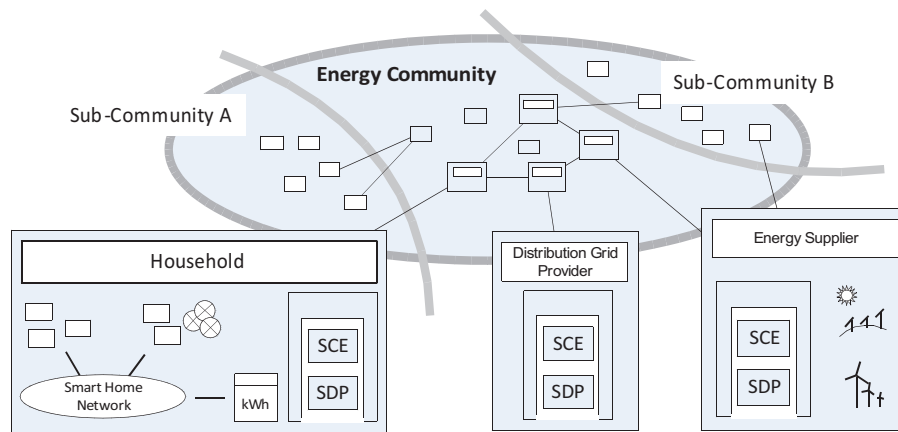 Energy Community
Sub-Community B
Sub-Community A
Household
Distribution Grid
Provider
Energy Supplier
SCE
SDP
Smart Home
Network
kWh
SCE
SDP
SCE
SDP